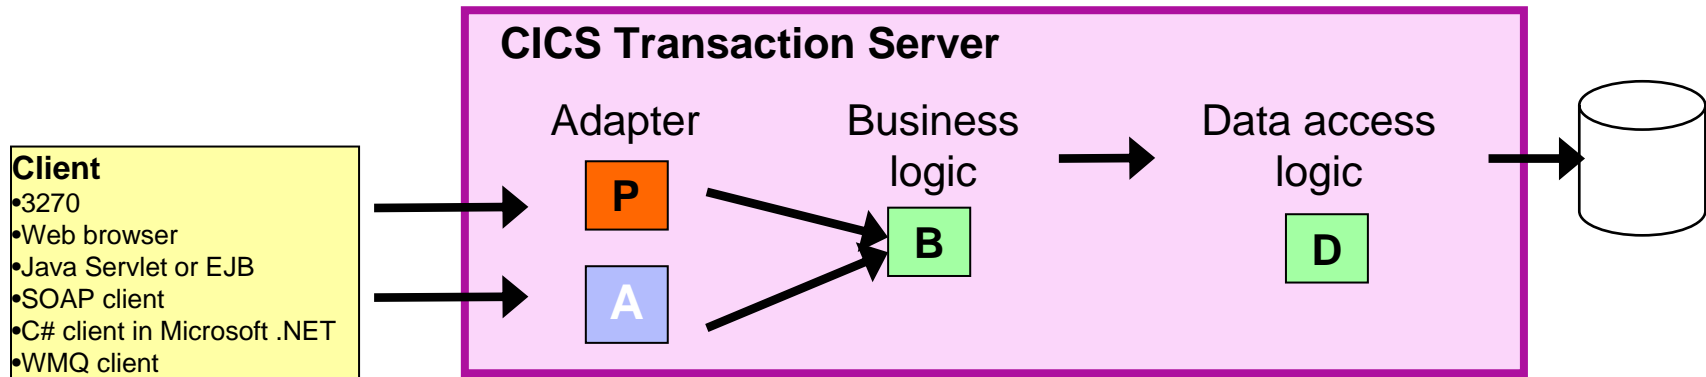 CICS Transaction Server
Adapter
Business
logic
Data access
logic
P
A
B
D
Client
•3270
•Web browser
•Java Servlet or EJB
•SOAP client
•C# client in Microsoft .NET
•WMQ client